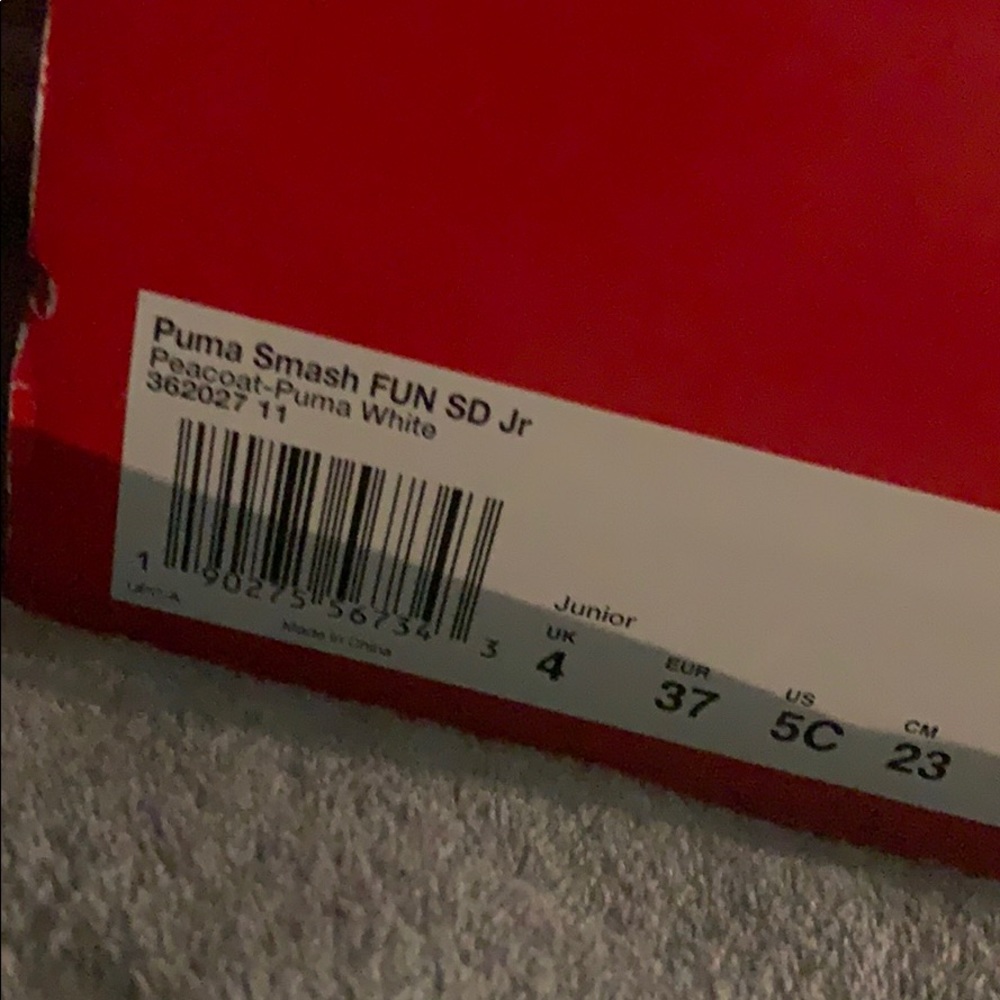 Puma Smash FUN SD Jr
Peacoat-Puma White
362027 11
1 90275 56734 3
UPC-A
Made in China
Junior
UK EUR US CM
4 37 5C 23